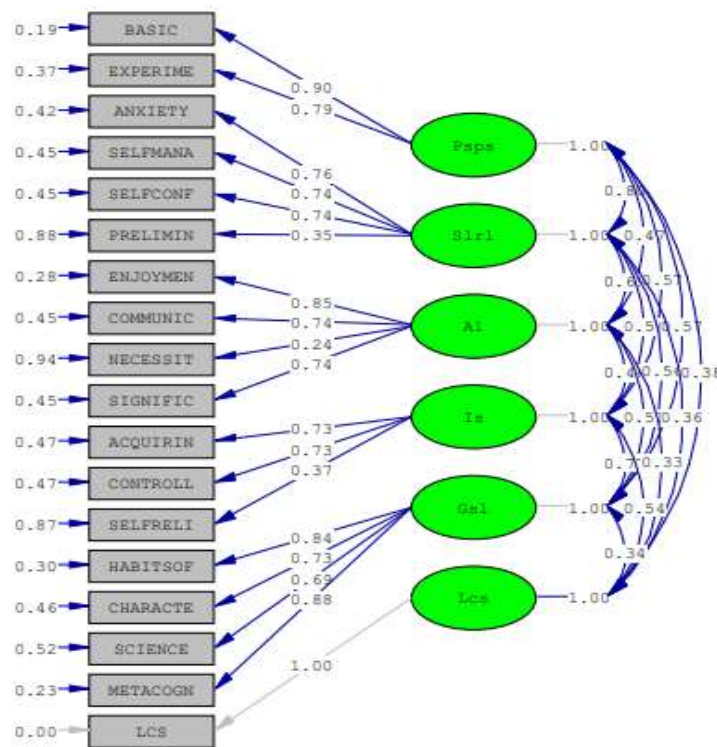 0.19 BASIC
0.37 EXPERIME
0.90
0.79
0.42 ANXIETY
Psps 1.00
0.45 SELFMANA
0.76
0.74
0.45 SELFCONF
0.74
0.47
0.88 PRELIMIN
0.35
Slrl 1.00
0.28 ENJOYMEN
0.57
0.85
0.45 COMMUNIC
0.74
Al 1.00
0.57
0.94 NECESSIT
0.24
0.74
0.38
0.45 SIGNIFIC
0.36
0.47 ACQUIRIN
0.73
Is 1.00
0.47 CONTROLL
0.73
0.33
0.87 SELFRELI
0.37
0.54
0.30 HABITSOF
0.84
Gsl 1.00
0.46 CHARACTE
0.73
0.34
0.52 SCIENCE
0.69
0.88
Lcs 1.00
0.23 METACOGN
1.00
0.00 LCS